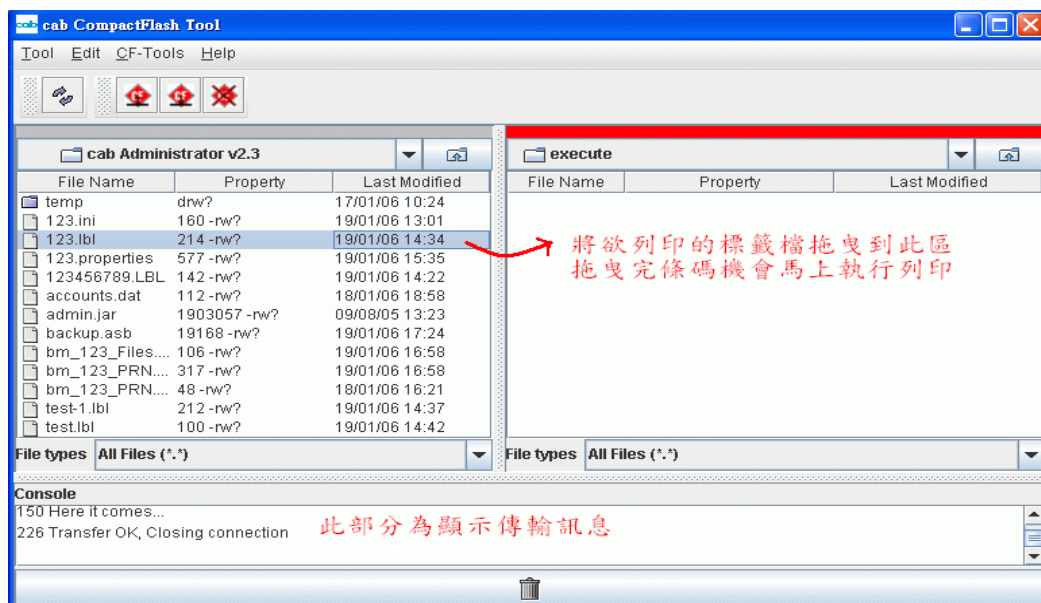 cab cab CompactFlash Tool
Tool Edit CF-Tools Help
cab Administrator v2.3
execute
File Name Property Last Modified
File Name Property Last Modified
temp drw? 17/01/06 10:24
123.ini 160 -rw? 19/01/06 13:01
123.lbl 214 -rw? 19/01/06 14:34
123.properties 577 -rw? 19/01/06 15:35
123456789.LBL 142 -rw? 19/01/06 14:22
accounts.dat 112 -rw? 18/01/06 18:58
admin.jar 1903057 -rw? 09/08/05 13:23
backup.asb 19168 -rw? 19/01/06 17:24
bm_123_Files.... 106 -rw? 19/01/06 16:58
bm_123_PRN.... 317 -rw? 19/01/06 16:58
bm_123_PRN.... 48 -rw? 18/01/06 16:21
test-1.lbl 212 -rw? 19/01/06 14:37
test.lbl 100 -rw? 19/01/06 14:42
將欲列印的標籤檔拖曳到此區
拖曳完條碼機會馬上執行列印
File types All Files (*.*)
File types All Files (*.*)
Console
150 Here it comes...
226 Transfer OK, Closing connection
此部分為顯示傳輸訊息